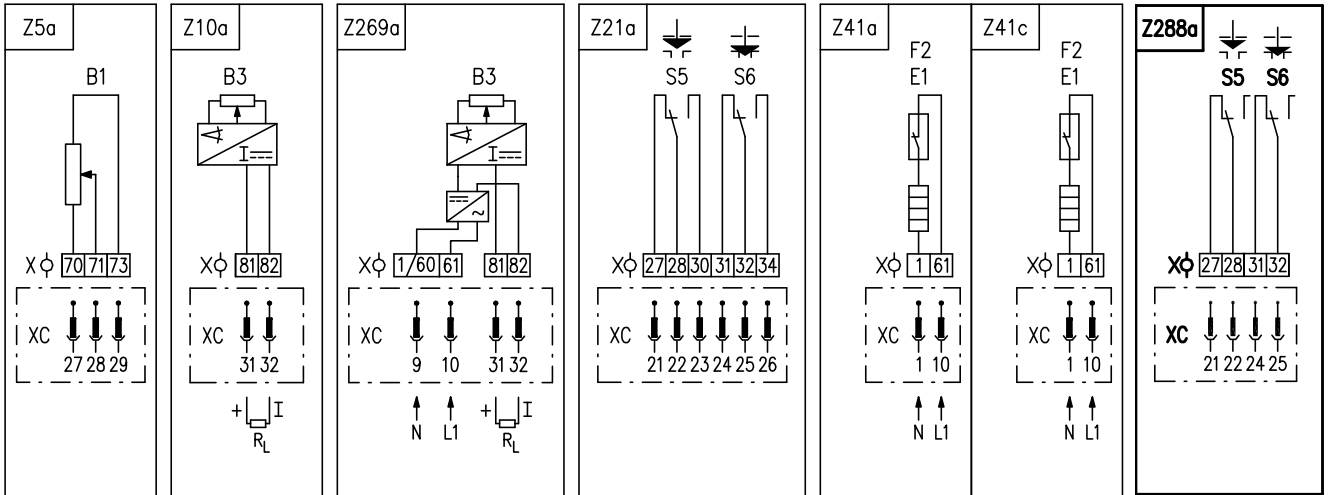 Z5a
B1
X 70 71 73
XC
27 28 29
Z10a
B3
I
X 81 82
XC
31 32
+ I
RL
Z269a
B3
I
~
X 1/60 61 81 82
XC
9 10 31 32
+ I
N L1 RL
Z21a
S5 S6
X 27 28 30 31 32 34
XC
21 22 23 24 25 26
Z41a
F2
E1
X 1 61
XC
1 10
N L1
Z41c
F2
E1
X 1 61
XC
1 10
N L1
Z288a
S5 S6
X 27 28 31 32
XC
21 22 24 25